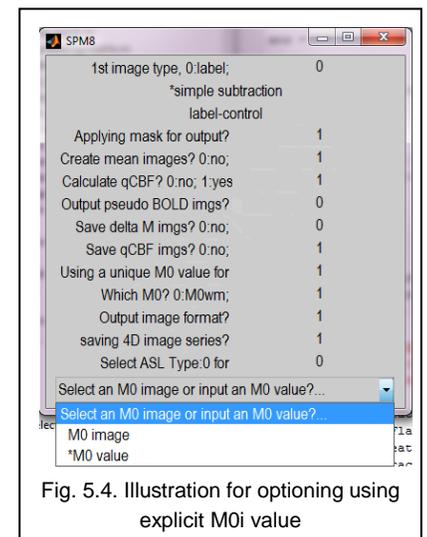 SPM8
1st image type, 0:label; 0
*simple subtraction
label-control
Applying mask for output? 1
Create mean images? 0:no; 1
Calculate qCBF? 0:no; 1:yes 1
Output pseudo BOLD imgs? 0
Save delta M imgs? 0:no; 0
Save qCBF imgs? 0:no; 1
Using a unique M0 value for 1
Which M0? 0:M0wm; 1
Output image format? 1
saving 4D image series? 1
Select ASL Type:0 for 0
Select an M0 image or input an M0 value?...
Select an M0 image or input an M0 value?...
M0 image
*M0 value
Fig. 5.4. Illustration for optioning using
explicit M0i value